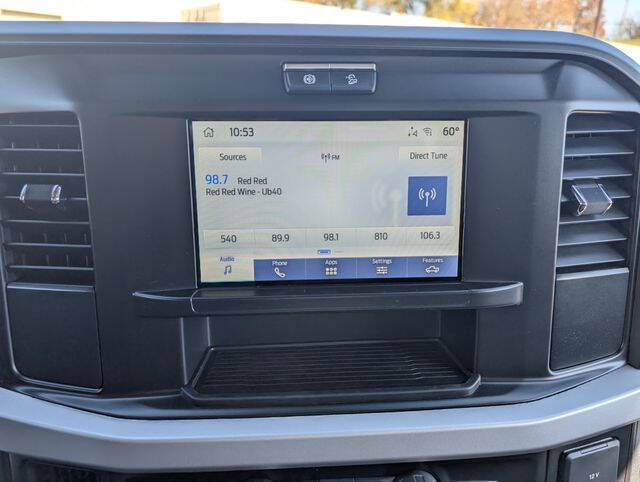 10:53
60°
Sources
FM
Direct Tune
98.7 Red Red
Red Red Wine - Ub40
540 89.9 98.1 810 106.3
Audio Phone Apps Settings Features
12 V